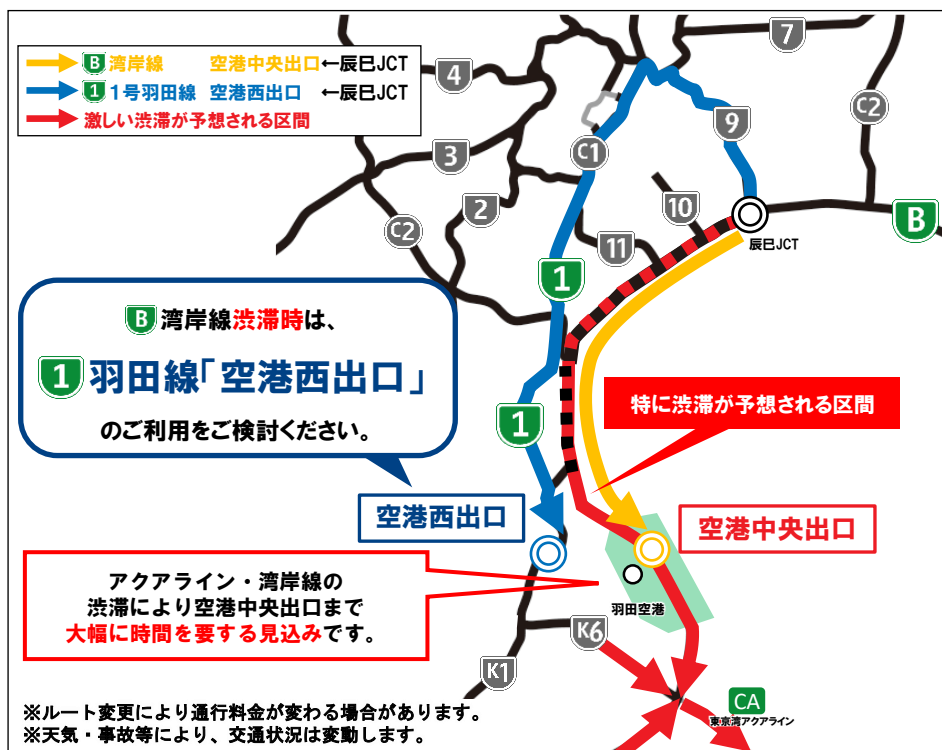 B 湾岸線 空港中央出口←辰巳JCT
1 1号羽田線 空港西出口 ←辰巳JCT
激しい渋滞が予想される区間
7
4
C2
9
C1
3
10
2
B
C2
11
辰巳JCT
1
B 湾岸線渋滞時は、
1 羽田線「空港西出口」
のご利用をご検討ください。
特に渋滞が予想される区間
1
空港西出口
空港中央出口
アクアライン・湾岸線の
渋滞により空港中央出口まで
大幅に時間を要する見込みです。
羽田空港
K6
K1
CA
東京湾アクアライン
※ルート変更により通行料金が変わる場合があります。
※天気・事故等により、交通状況は変動します。